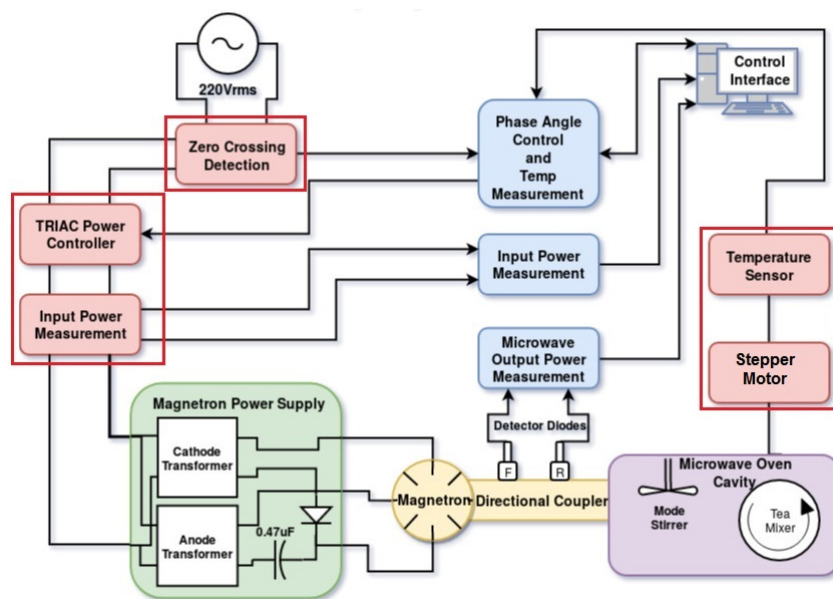 220Vrms
Zero Crossing
Detection
Phase Angle
Control
and
Temp
Measurement
Control
Interface
TRIAC Power
Controller
Input Power
Measurement
Input Power
Measurement
Temperature
Sensor
Microwave
Output Power
Measurement
Stepper
Motor
Magnetron Power Supply
Cathode
Transformer
Anode
Transformer
0.47uF
Detector Diodes
F
R
Magnetron
Directional Coupler
Microwave Oven
Cavity
Mode
Stirrer
Tea
Mixer